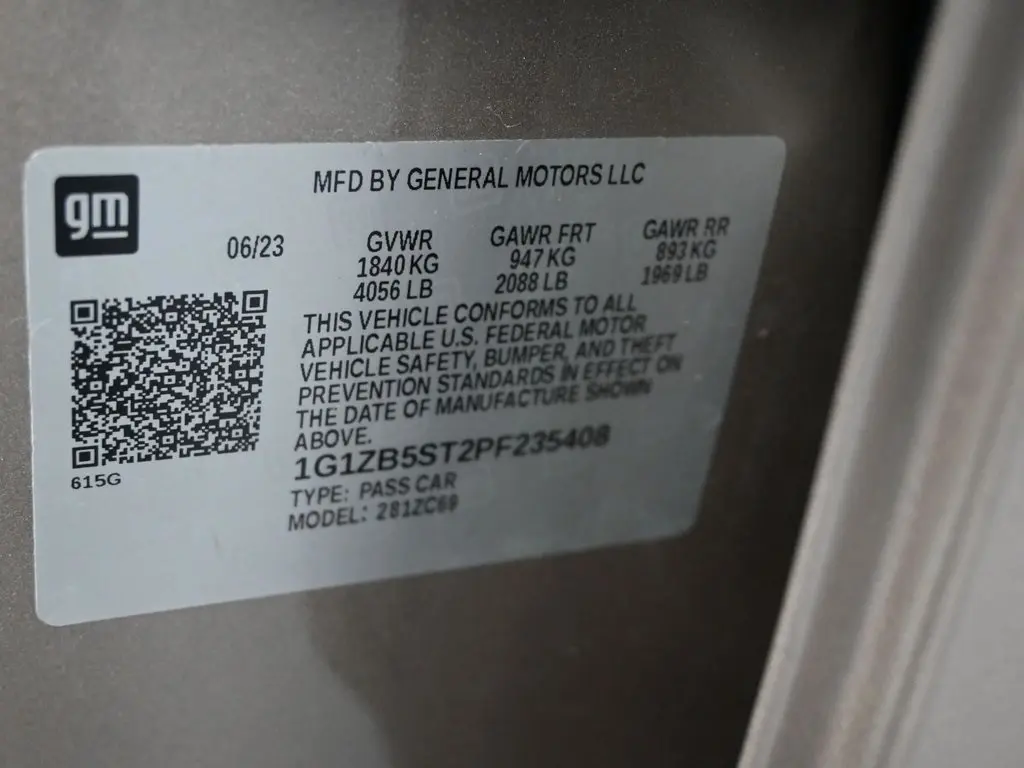 gm
MFD BY GENERAL MOTORS LLC
06/23 GVWR GAWR FRT GAWR RR
1840 KG 947 KG 893 KG
4056 LB 2088 LB 1969 LB
THIS VEHICLE CONFORMS TO ALL
APPLICABLE U.S. FEDERAL MOTOR
VEHICLE SAFETY, BUMPER, AND THEFT
PREVENTION STANDARDS IN EFFECT ON
THE DATE OF MANUFACTURE SHOWN
ABOVE.
1G1ZB5ST2PF235408
TYPE: PASS CAR
MODEL: 281ZC69
615G